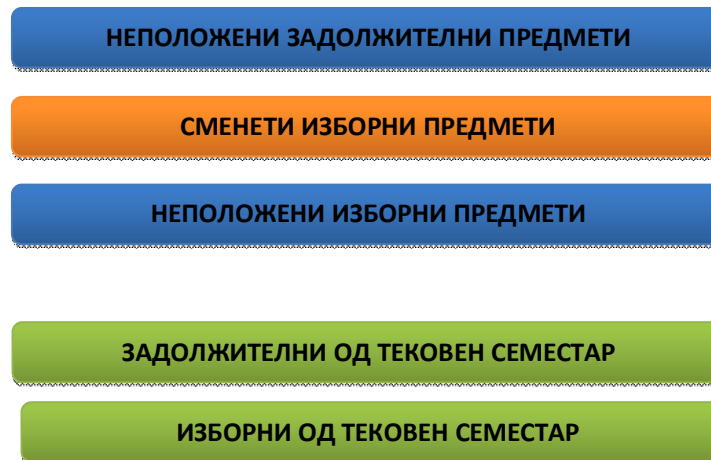 НЕПОЛОЖЕНИ ЗАДОЛЖИТЕЛНИ ПРЕДМЕТИ
СМЕНЕТИ ИЗБОРНИ ПРЕДМЕТИ
НЕПОЛОЖЕНИ ИЗБОРНИ ПРЕДМЕТИ
ЗАДОЛЖИТЕЛНИ ОД ТЕКОВЕН СЕМЕСТАР
ИЗБОРНИ ОД ТЕКОВЕН СЕМЕСТАР